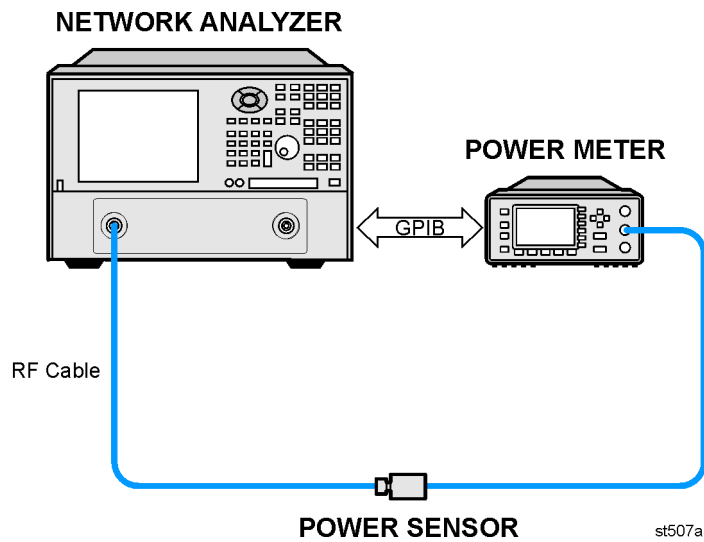 NETWORK ANALYZER
POWER METER
GPIB
RF Cable
POWER SENSOR
st507a